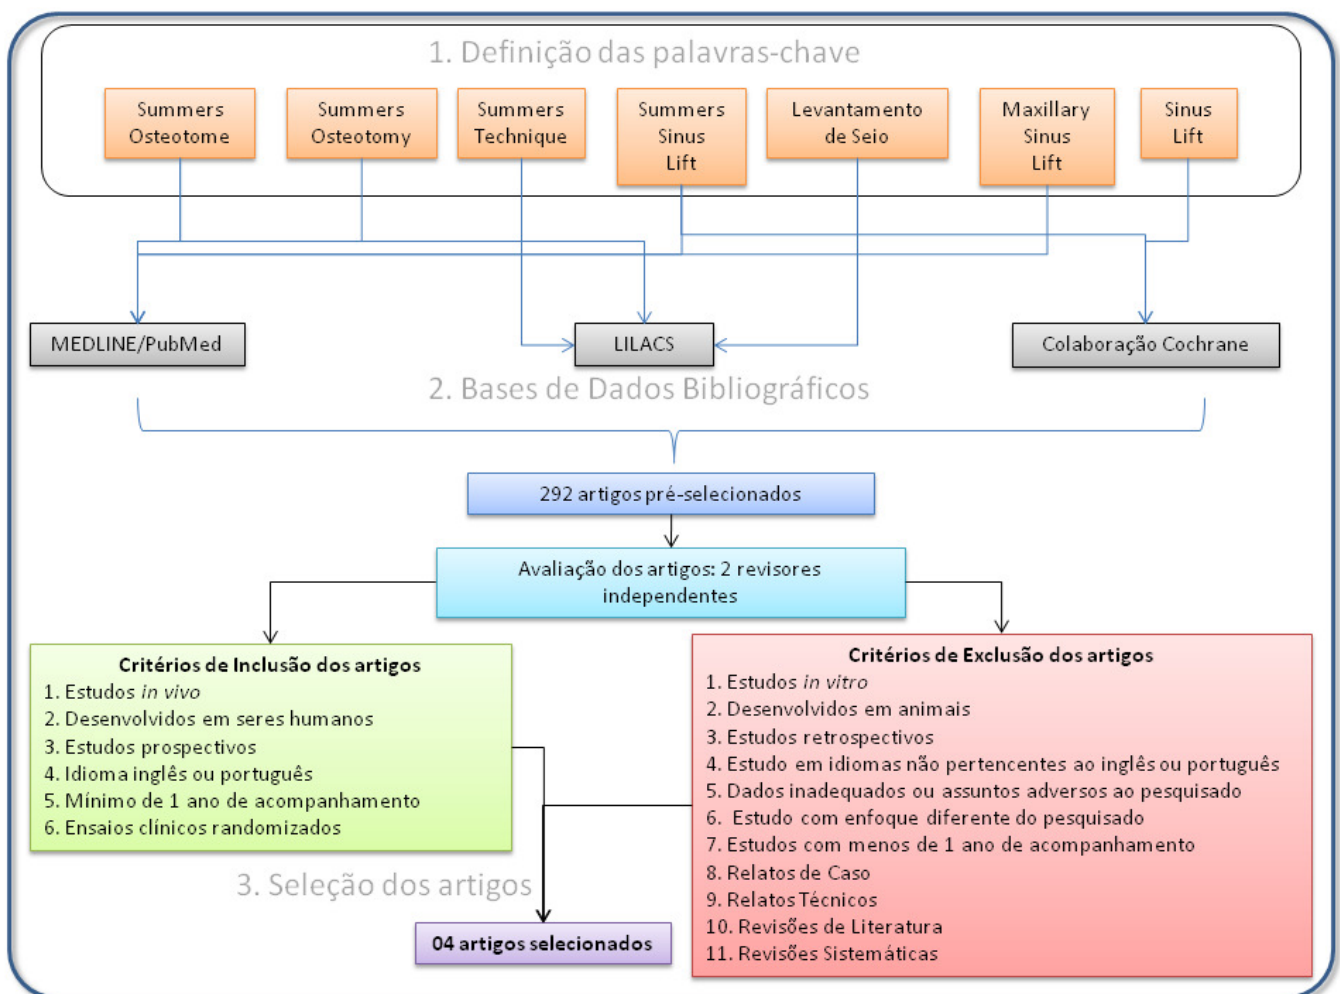 1. Definição das palavras-chave
Summers
Osteotome
Summers
Osteotomy
Summers
Technique
Summers
Sinus
Lift
Levantamento
de Seio
Maxillary
Sinus
Lift
Sinus
Lift
MEDLINE/PubMed
LILACS
Colaboração Cochrane
2. Bases de Dados Bibliográficos
292 artigos pré-selecionados
Avaliação dos artigos: 2 revisores
independentes
Critérios de Inclusão dos artigos
1. Estudos in vivo
2. Desenvolvidos em seres humanos
3. Estudos prospectivos
4. Idioma inglês ou português
5. Mínimo de 1 ano de acompanhamento
6. Ensaios clínicos randomizados
Critérios de Exclusão dos artigos
1. Estudos in vitro
2. Desenvolvidos em animais
3. Estudos retrospectivos
4. Estudo em idiomas não pertencentes ao inglês ou português
5. Dados inadequados ou assuntos adversos ao pesquisado
6. Estudo com enfoque diferente do pesquisado
7. Estudos com menos de 1 ano de acompanhamento
8. Relatos de Caso
9. Relatos Técnicos
10. Revisões de Literatura
11. Revisões Sistemáticas
3. Seleção dos artigos
04 artigos selecionados